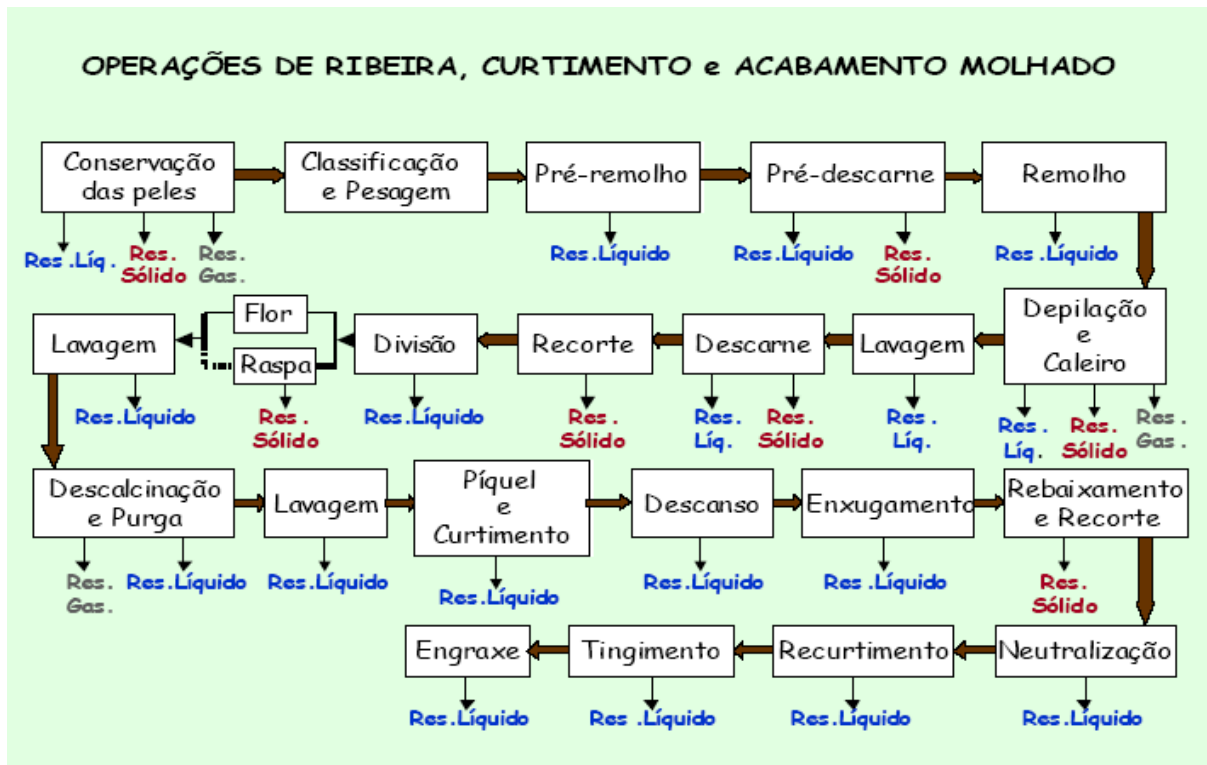 OPERAÇÕES DE RIBEIRA, CURTIMENTO e ACABAMENTO MOLHADO
Conservação
das peles
Classificação
e Pesagem
Pré-remolho
Pré-descarne
Remolho
Res.Líq.
Res.
Sólido
Res.
Gas.
Res.Líquido
Res.Líquido
Res.
Sólido
Res.Líquido
Depilação
e
Caleiro
Lavagem
Descarne
Recorte
Divisão
Flor
Raspa
Lavagem
Res.
Líq.
Res.
Sólido
Res.
Gas.
Res.
Líq.
Res.
Líq.
Res.
Sólido
Res.
Sólido
Res.Líquido
Res.
Sólido
Res.Líquido
Descalcinação
e Purga
Lavagem
Píquel
e
Curtimento
Descanso
Enxugamento
Rebaixamento
e Recorte
Res.
Gas.
Res.Líquido
Res.Líquido
Res.Líquido
Res.Líquido
Res.Líquido
Res.
Sólido
Neutralização
Recurtimento
Tingimento
Engraxe
Res.Líquido
Res.Líquido
Res.Líquido
Res.Líquido